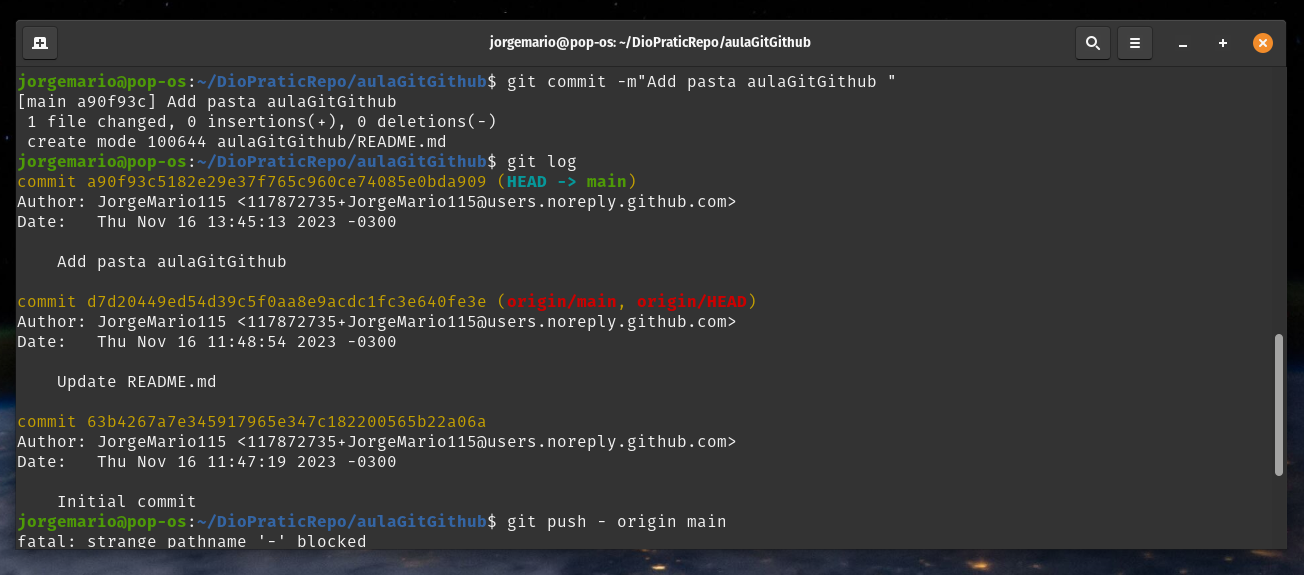 jorgemario@pop-os: ~/DioPraticRepo/aulaGitGithub
jorgemario@pop-os:~/DioPraticRepo/aulaGitGithub$ git commit -m"Add pasta aulaGitGithub "
[main a90f93c] Add pasta aulaGitGithub
 1 file changed, 0 insertions(+), 0 deletions(-)
 create mode 100644 aulaGitGithub/README.md
jorgemario@pop-os:~/DioPraticRepo/aulaGitGithub$ git log
commit a90f93c5182e29e37f765c960ce74085e0bda909 (HEAD -> main)
Author: JorgeMario115 <117872735+JorgeMario115@users.noreply.github.com>
Date:   Thu Nov 16 13:45:13 2023 -0300

    Add pasta aulaGitGithub

commit d7d20449ed54d39c5f0aa8e9acdc1fc3e640fe3e (origin/main, origin/HEAD)
Author: JorgeMario115 <117872735+JorgeMario115@users.noreply.github.com>
Date:   Thu Nov 16 11:48:54 2023 -0300

    Update README.md

commit 63b4267a7e345917965e347c182200565b22a06a
Author: JorgeMario115 <117872735+JorgeMario115@users.noreply.github.com>
Date:   Thu Nov 16 11:47:19 2023 -0300

    Initial commit
jorgemario@pop-os:~/DioPraticRepo/aulaGitGithub$ git push - origin main
fatal: strange pathname '-' blocked